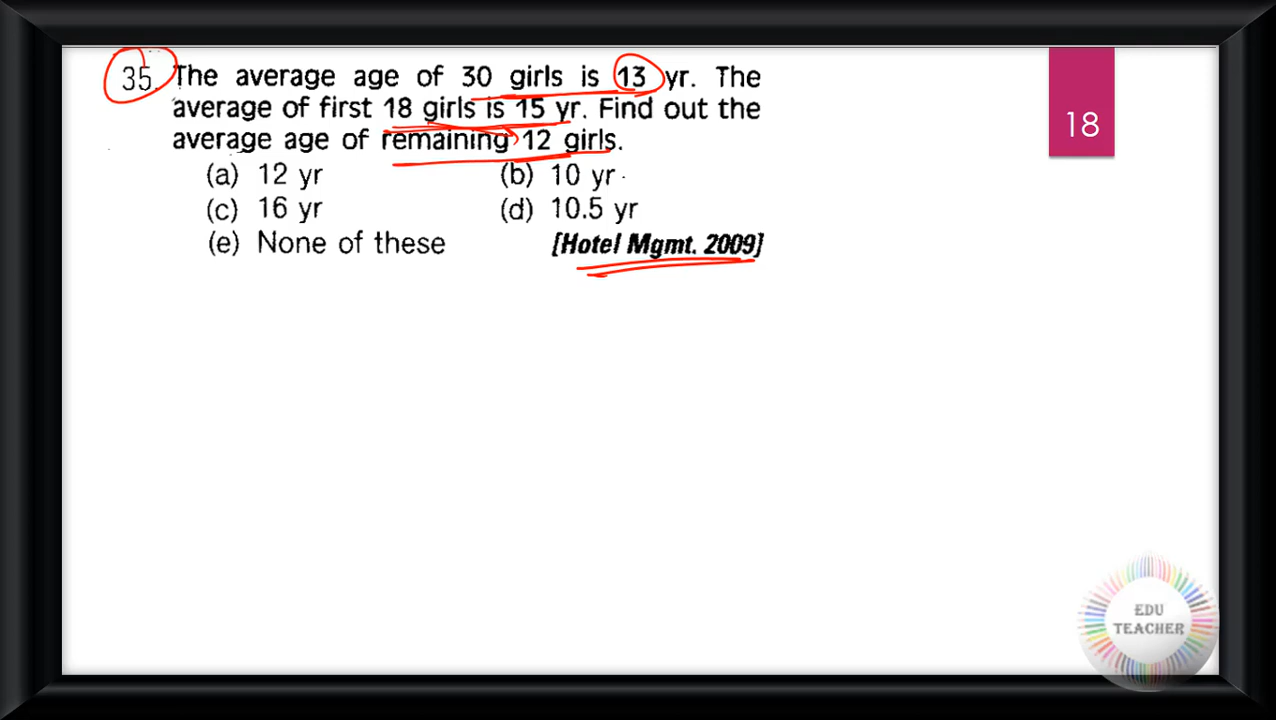 35. The average age of 30 girls is 13 yr. The
average of first 18 girls is 15 yr. Find out the
average age of remaining 12 girls.
(a) 12 yr (b) 10 yr
(c) 16 yr (d) 10.5 yr
(e) None of these [Hotel Mgmt. 2009]
18
EDU
TEACHER